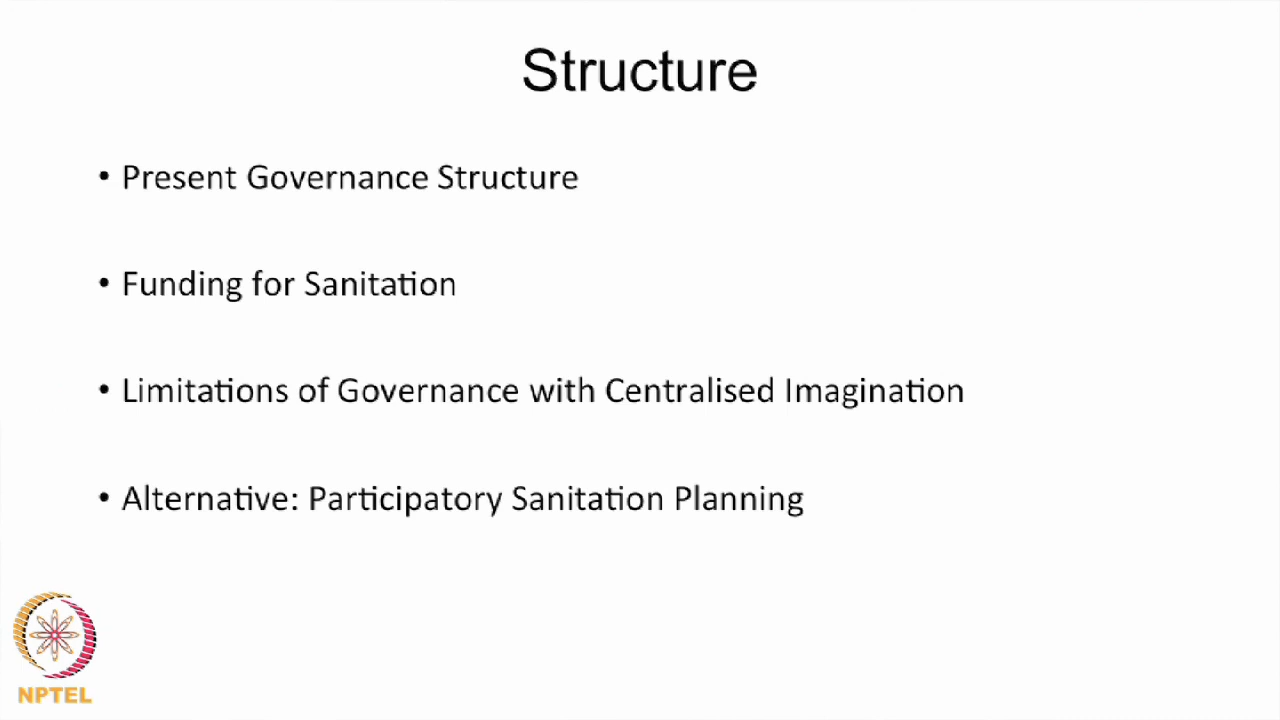 Structure
• Present Governance Structure
• Funding for Sanitation
• Limitations of Governance with Centralised Imagination
• Alternative: Participatory Sanitation Planning
NPTEL